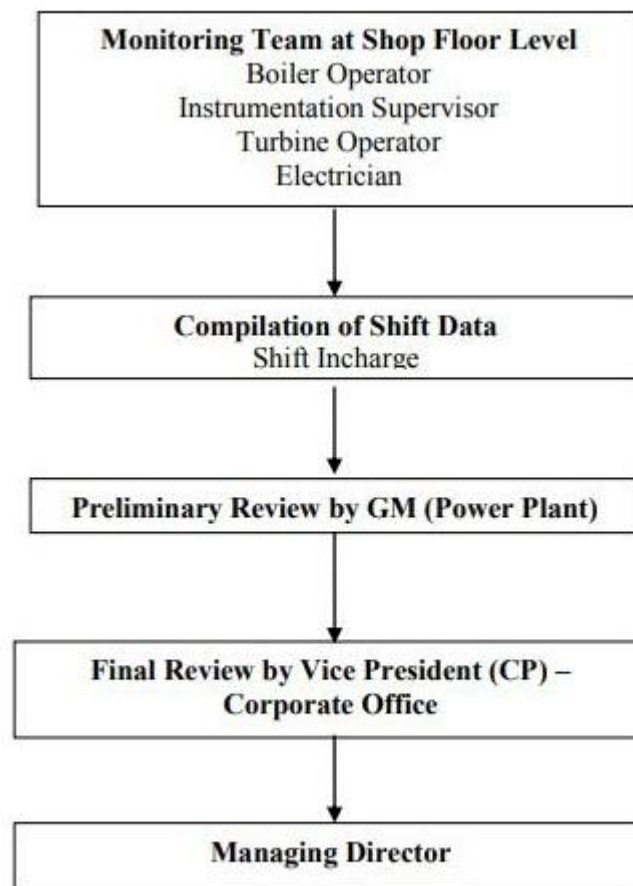 Monitoring Team at Shop Floor Level
Boiler Operator
Instrumentation Supervisor
Turbine Operator
Electrician
Compilation of Shift Data
Shift Incharge
Preliminary Review by GM (Power Plant)
Final Review by Vice President (CP) –
Corporate Office
Managing Director